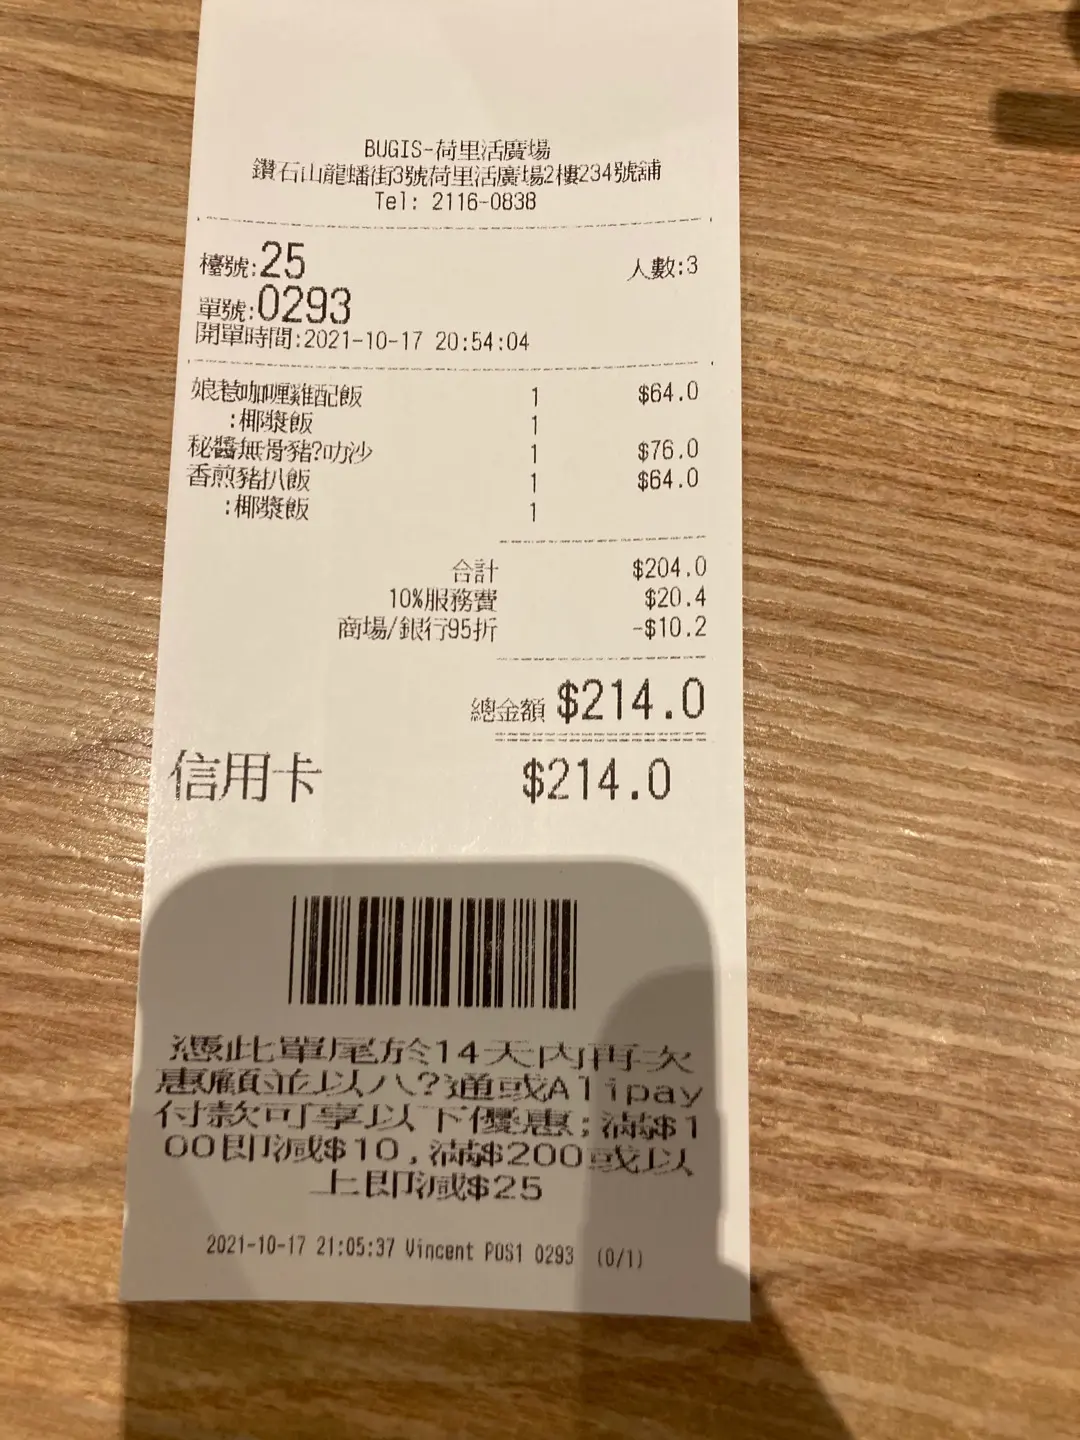 BUGIS-荷里活廣場
鑽石山龍蟠街3號荷里活廣場2樓234號舖
Tel: 2116-0838
檯號:25 人數:3
單號:0293
開單時間:2021-10-17 20:54:04
娘惹咖喱雞配飯 1 $64.0
:椰漿飯 1
秘醬無骨豬?叻沙 1 $76.0
香煎豬扒飯 1 $64.0
:椰漿飯 1
合計 $204.0
10%服務費 $20.4
商場/銀行95折 -$10.2
總金額 $214.0
信用卡 $214.0
憑此單尾於14天內再次
惠顧並以八?通或Alipay
付款可享以下優惠;滿$1
00即減$10,滿$200或以
上即減$25
2021-10-17 21:05:37 Vincent POS1 0293 (0/1)